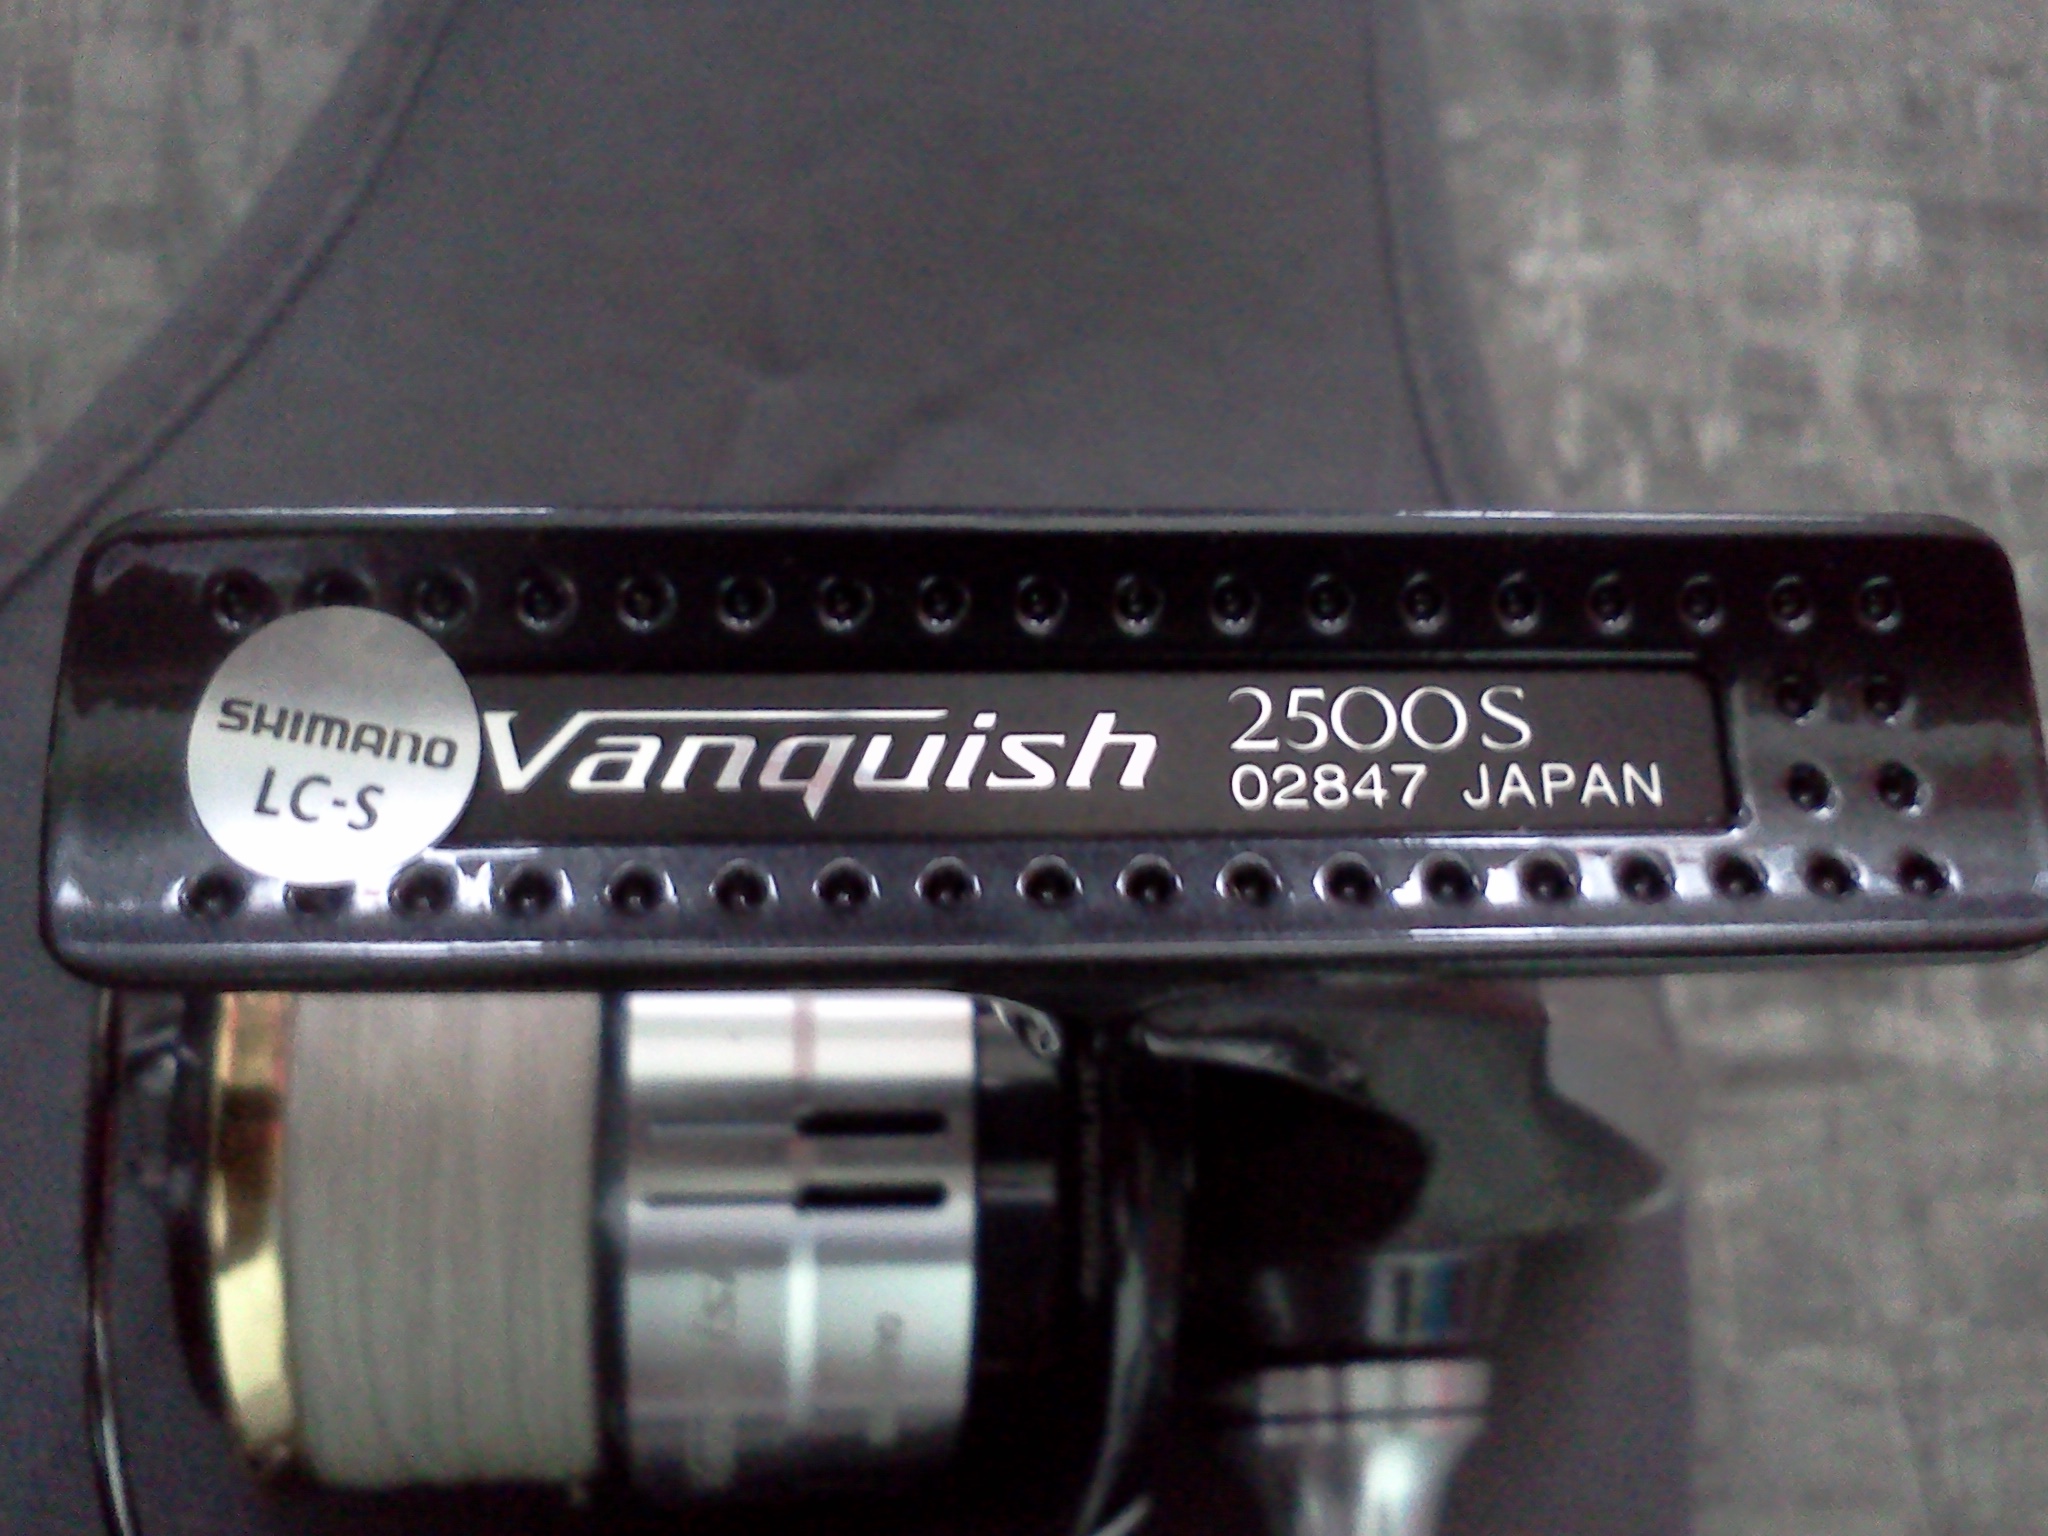 SHIMANO
LC-S
Vanquish 2500S
02847 JAPAN